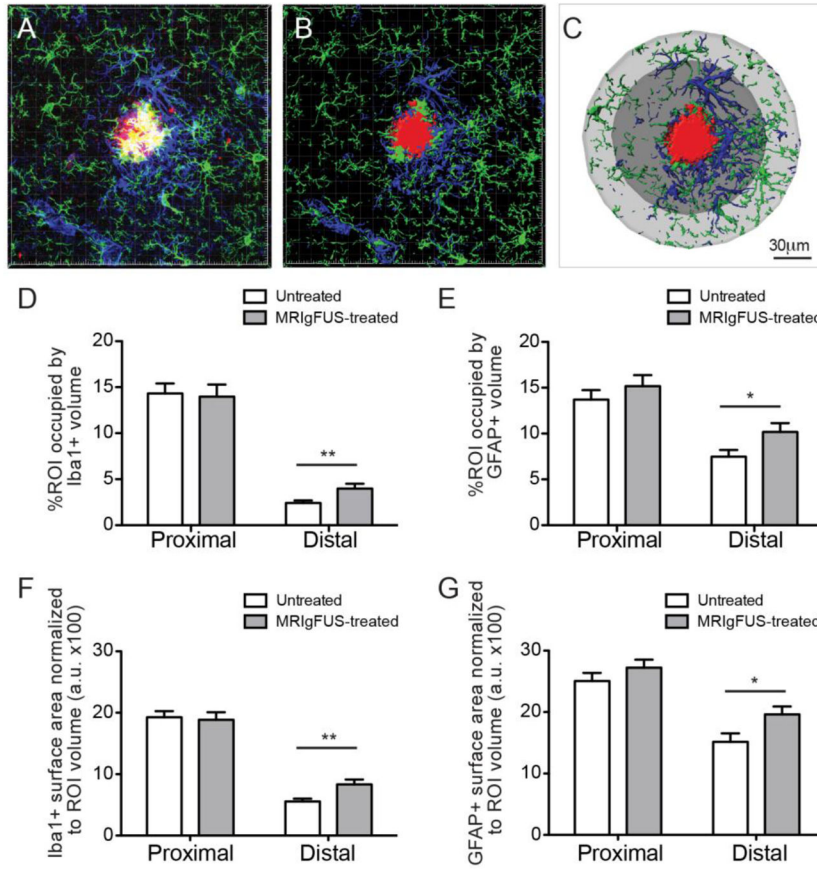 A
B
C
30μm
D
Untreated
MRIgFUS-treated
%ROI occupied by
Iba1+ volume
20
15
10
5
0
**
Proximal
Distal
E
Untreated
MRIgFUS-treated
%ROI occupied by
GFAP+ volume
20
15
10
5
0
*
Proximal
Distal
F
Untreated
MRIgFUS-treated
Iba1+ surface area normalized
to ROI volume (a.u. x100)
30
20
10
0
**
Proximal
Distal
G
Untreated
MRIgFUS-treated
GFAP+ surface area normalized
to ROI volume (a.u. x100)
30
20
10
0
*
Proximal
Distal